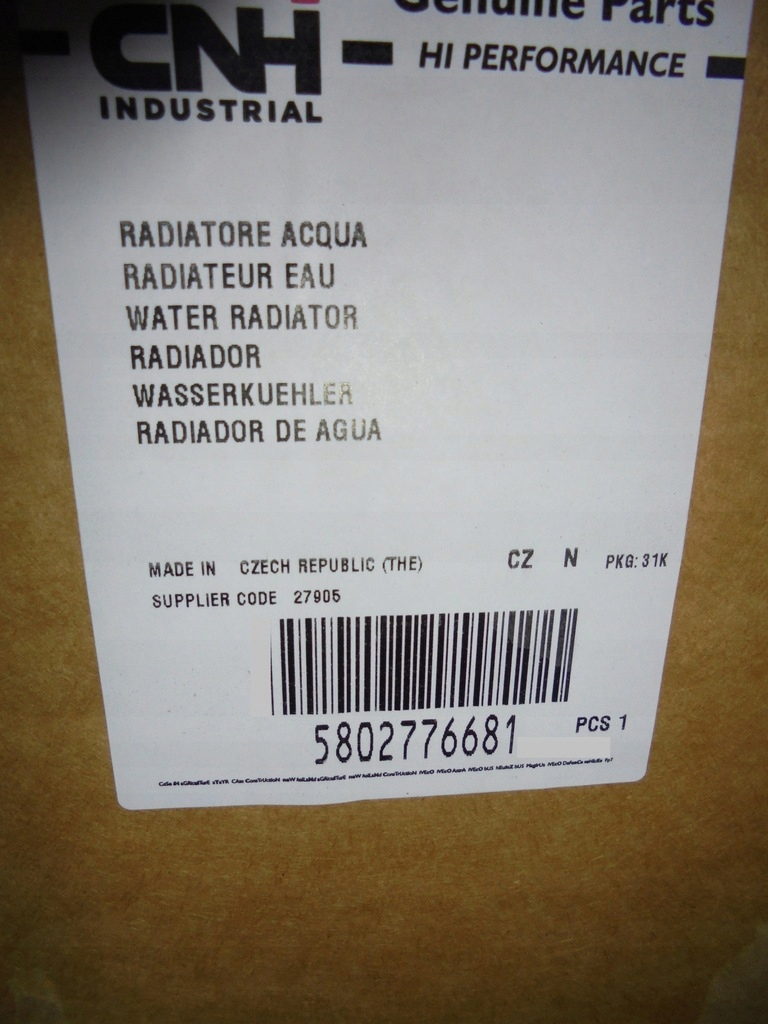 Genuine Parts
CNH
INDUSTRIAL
HI PERFORMANCE
RADIATORE ACQUA
RADIATEUR EAU
WATER RADIATOR
RADIADOR
WASSERKUEHLER
RADIADOR DE AGUA
MADE IN CZECH REPUBLIC (THE) CZ N PKG: 31K
SUPPLIER CODE 27905
5802776681 PCS 1